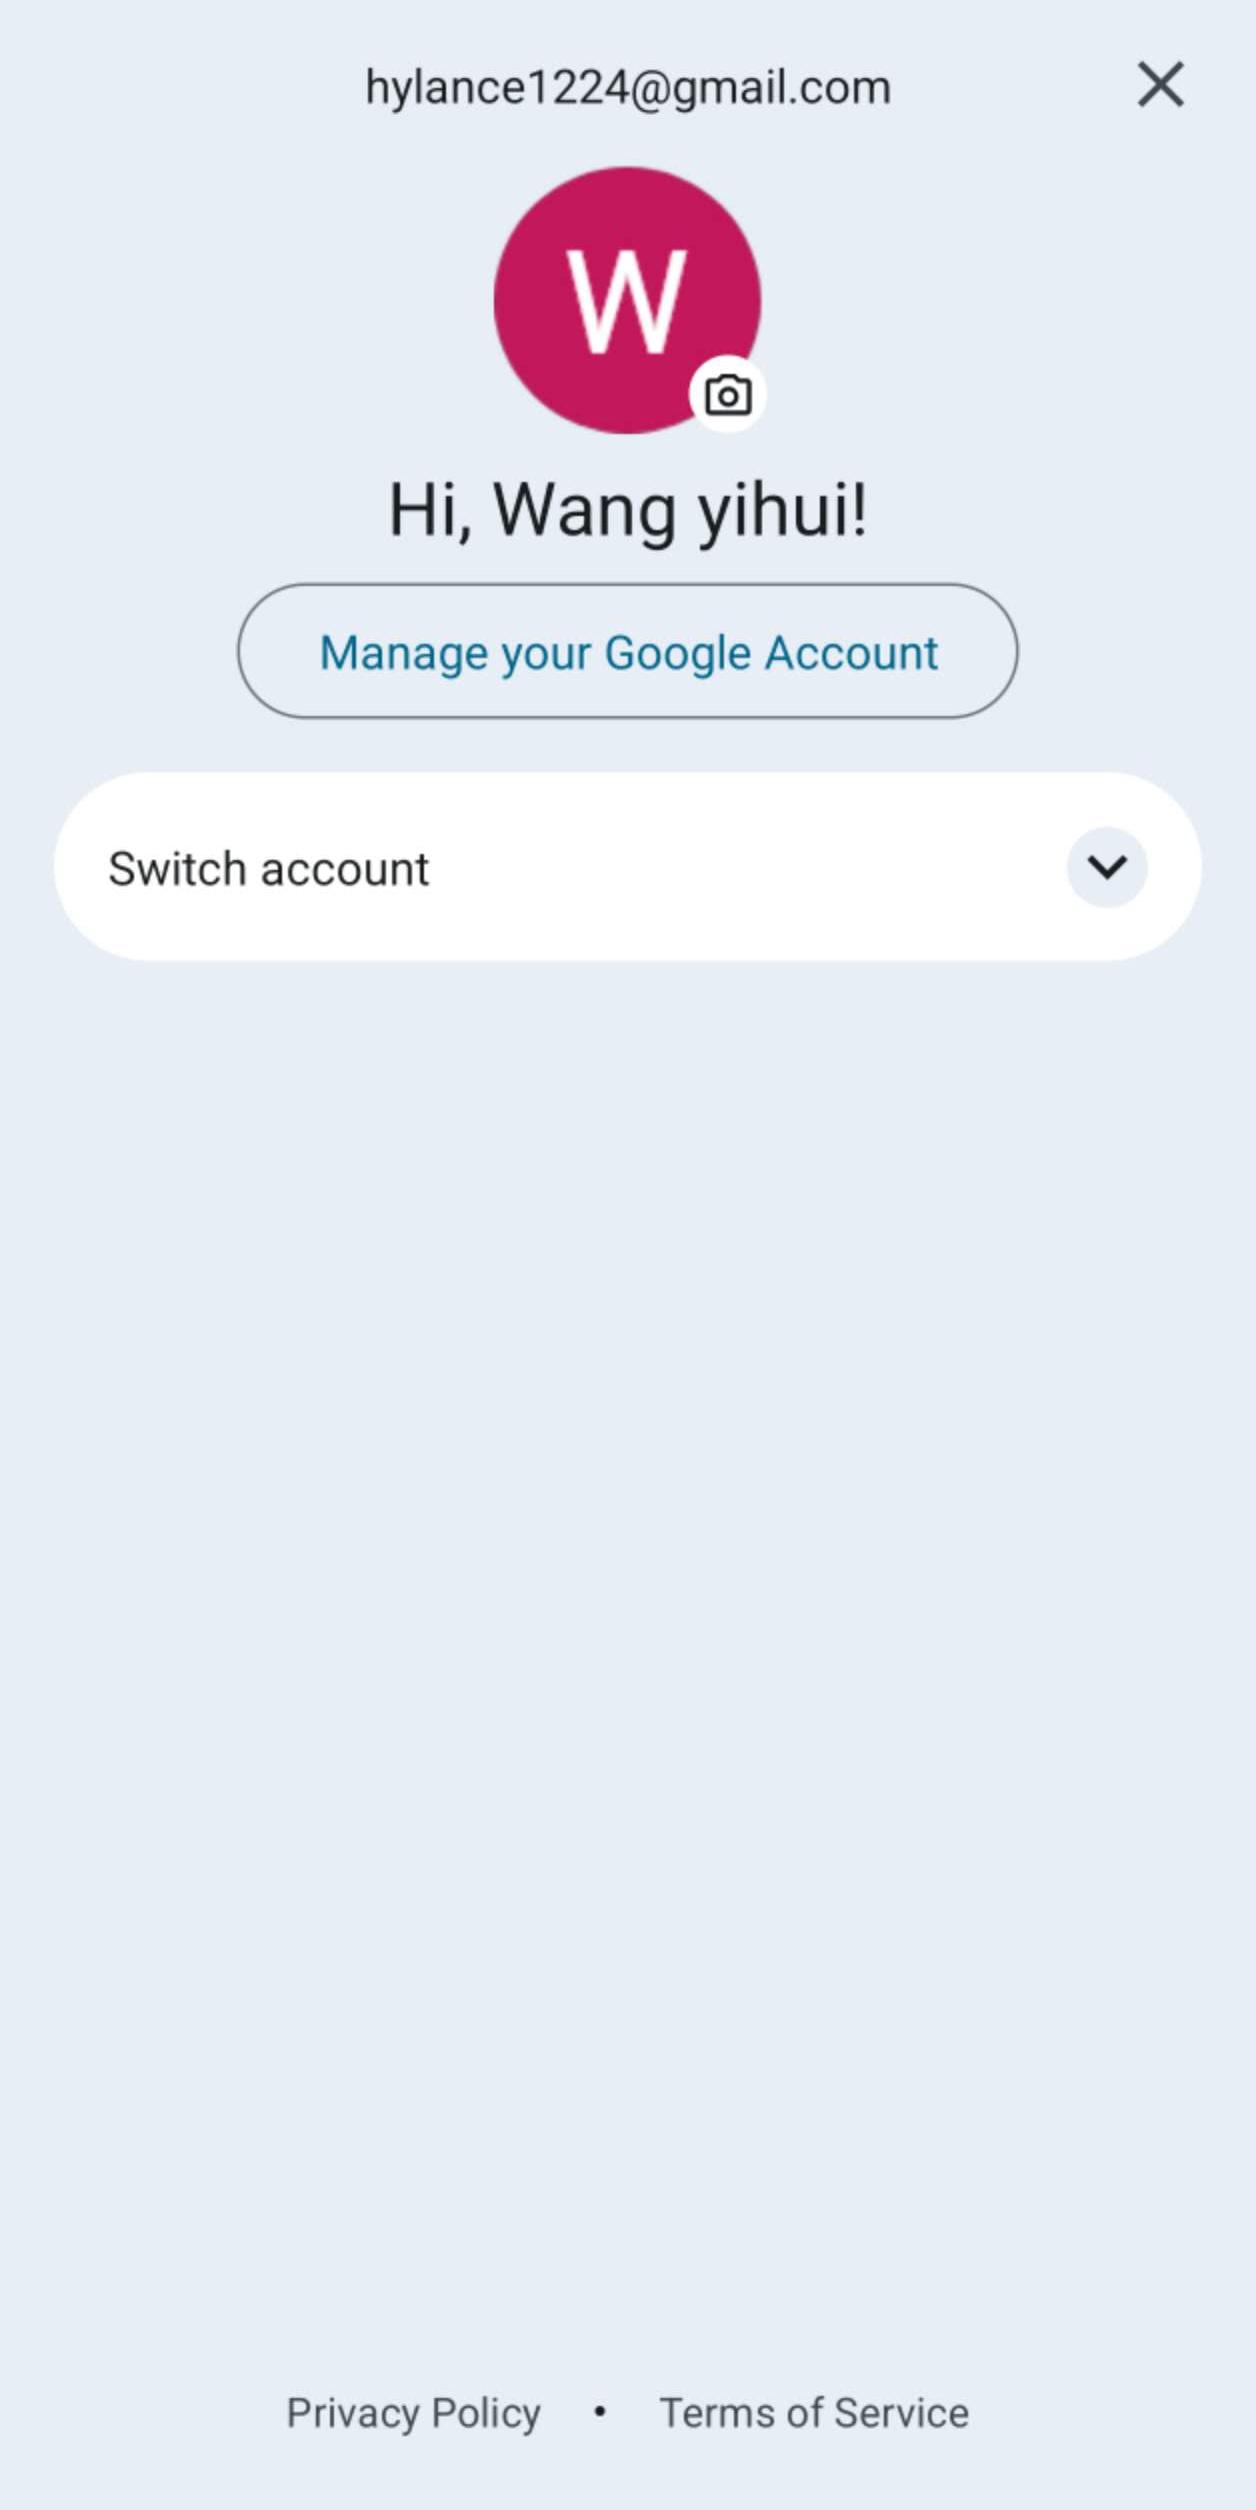 hylance1224@gmail.com
W
Hi, Wang yihui!
Manage your Google Account
Switch account
Privacy Policy • Terms of Service